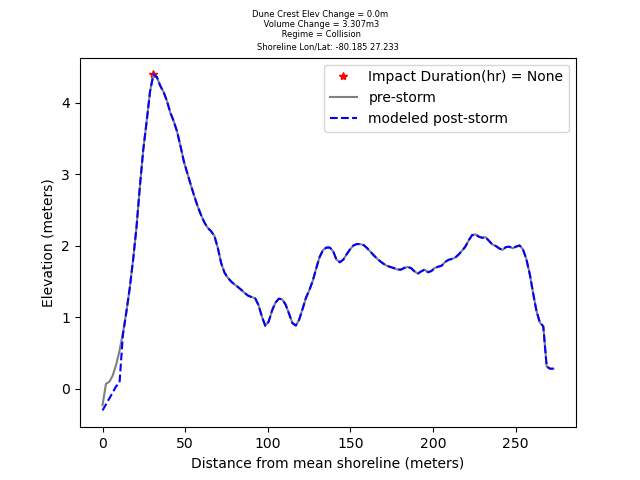 Dune Crest Elev Change = 0.0m
Volume Change = 3.307m3
Regime = Collision
Shoreline Lon/Lat: -80.185 27.233
Impact Duration(hr) = None
pre-storm
modeled post-storm
Elevation (meters)
4
3
2
1
0
0 50 100 150 200 250
Distance from mean shoreline (meters)